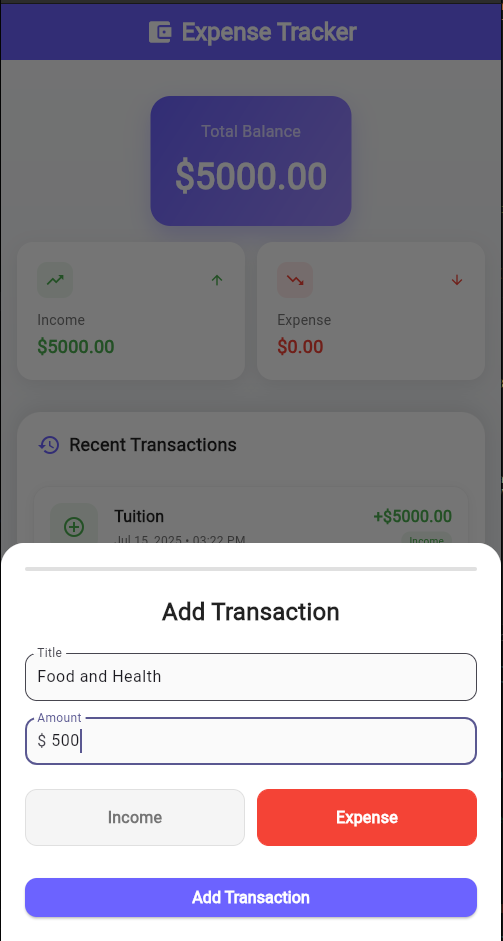 Expense Tracker
Total Balance
$5000.00
Income
$5000.00
Expense
$0.00
Recent Transactions
Tuition
+$5000.00
Jul 15, 2025 • 03:22 PM
Income
Add Transaction
Title
Food and Health
Amount
$ 500
Income
Expense
Add Transaction